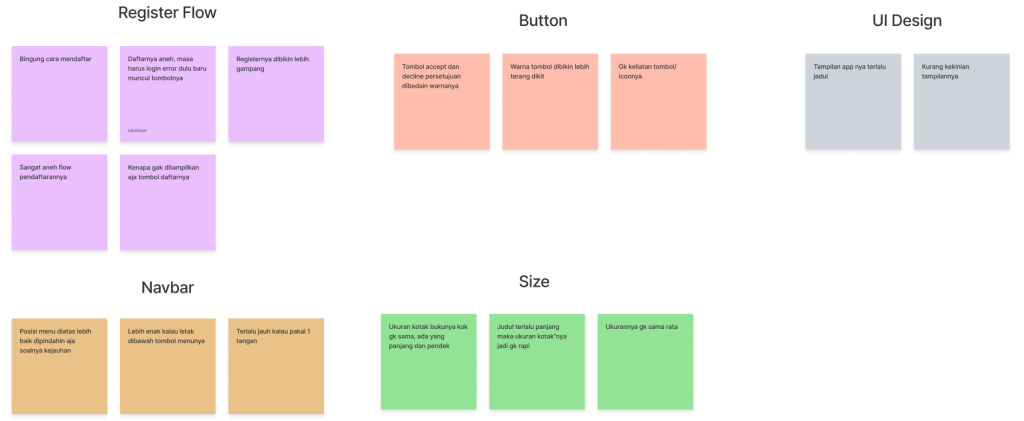 Register Flow
Bingung cara mendaftar
Daftarnya aneh, masa
harus login error dulu baru
muncul tombolnya
Registernya dibikin lebih
gampang
Sangat aneh flow
pendaftarannya
Kenapa gak ditampilkan
aja tombol daftarnya
Button
Tombol accept dan
decline persetujuan
dibedain warnanya
Warna tombol dibikin lebih
terang dikit
Gk keliatan tombol/
iconnya
UI Design
Tampilan app nya terlalu
jadul
Kurang kekinian
tampilannya
Navbar
Posisi menu diatas lebih
baik dipindahin aja
soalnya kejauhan
Lebih enak kalau letak
dibawah tombol menunya
Terlalu jauh kalau pakai 1
tangan
Size
Ukuran kotak bukunya kok
gk sama, ada yang
panjang dan pendek
Judul terlalu panjang
maka ukuran kotak"nya
jadi gk rapi
Ukurannya gk sama rata